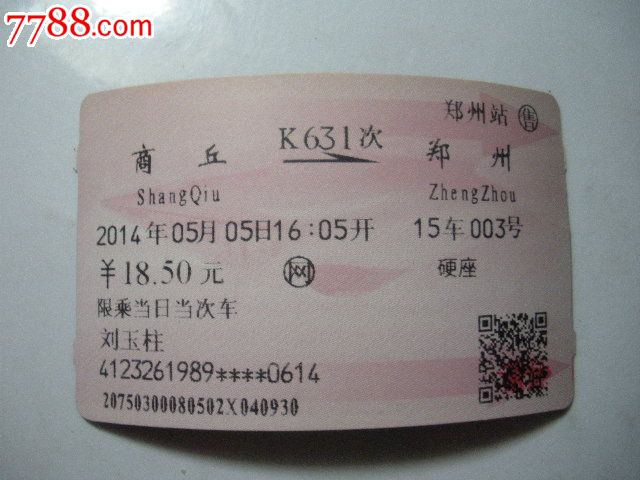 7788.com
郑州站 售
商丘 K631次 郑州
ShangQiu ZhengZhou
2014年05月05日16:05开 15车003号
￥18.50元 网 硬座
限乘当日当次车
刘玉柱
4123261989****0614
20750300080502X040930